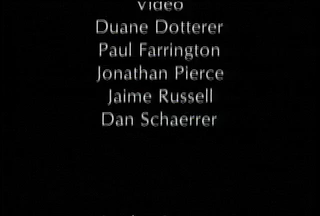 Video
Duane Dotterer
Paul Farrington
Jonathan Pierce
Jaime Russell
Dan Schaerrer